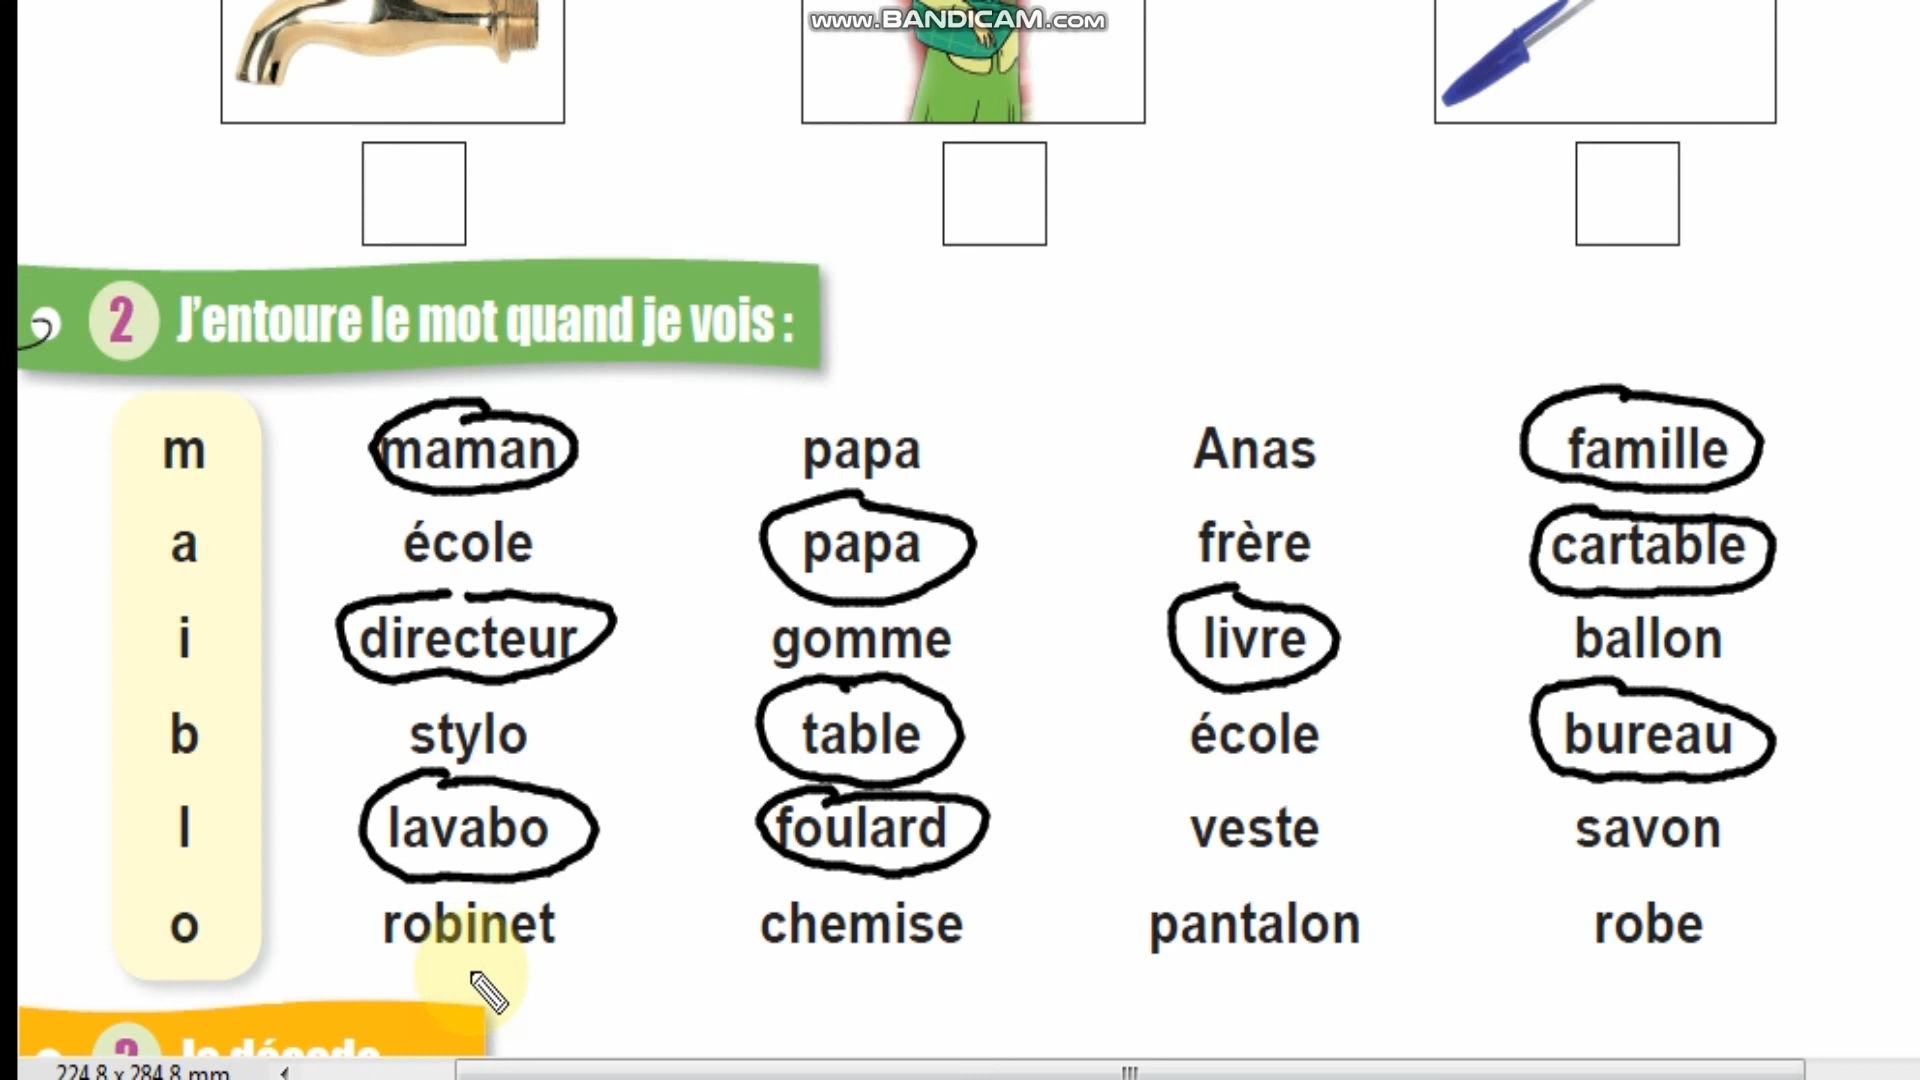 www.BANDICAM.com
2 J'entoure le mot quand je vois :
m maman papa Anas famille
a école papa frère cartable
i directeur gomme livre ballon
b stylo table école bureau
l lavabo foulard veste savon
o robinet chemise pantalon robe
Je décode
224.8 x 284.8 mm